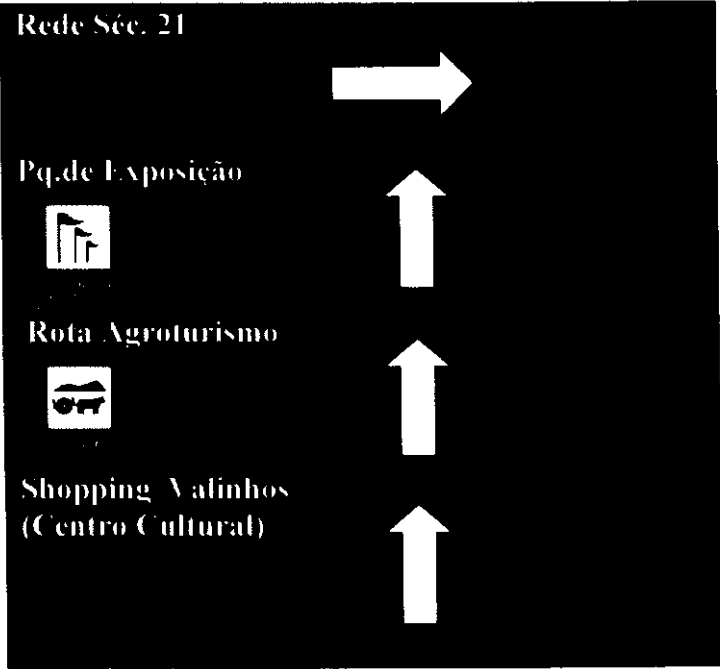 Rede Séc. 21
Pq.de Exposição
Rota Agroturismo
Shopping Valinhos
(Centro Cultural)